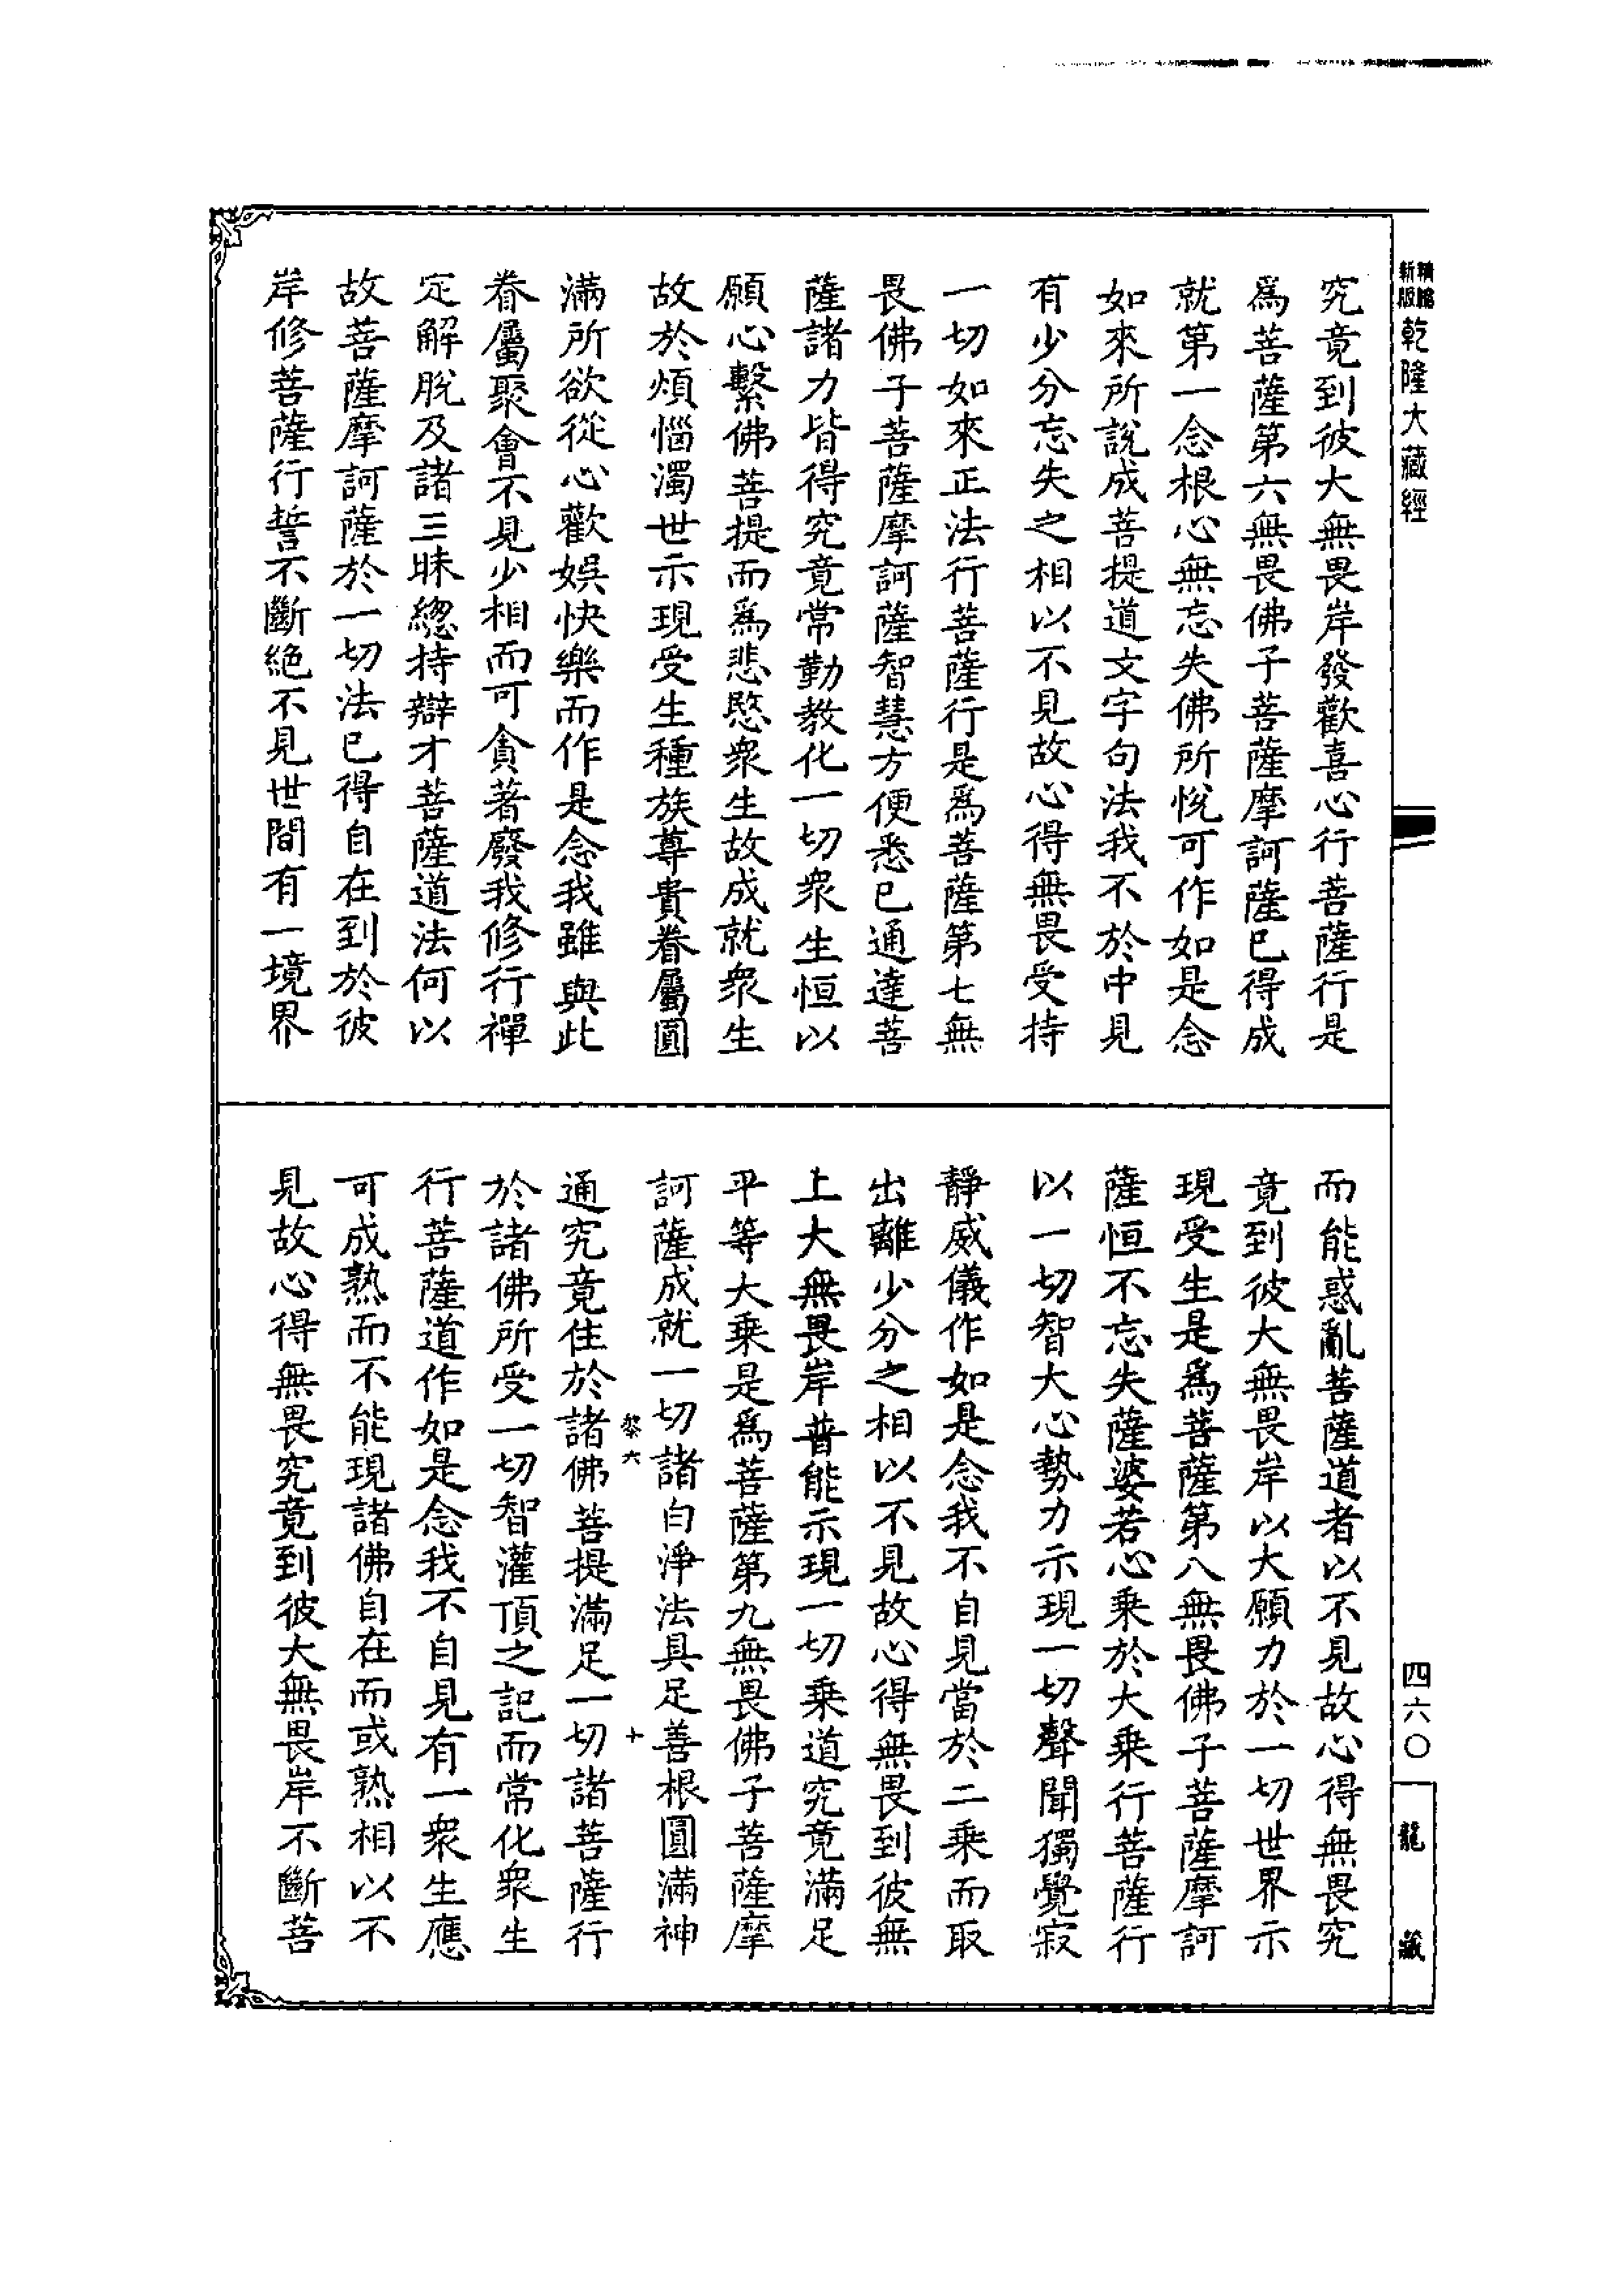 精縮新版乾隆大藏經
究竟到彼大無畏岸發歡喜心行菩薩行是
爲菩薩第六無畏佛子菩薩摩訶薩已得成
就第一念根心無忘失佛所悅可作如是念
如來所說成菩提道文字句法我不於中見
有少分忘失之相以不見故心得無畏受持
一切如來正法行菩薩行是爲菩薩第七無
畏佛子菩薩摩訶薩智慧方便悉已通達菩
薩諸力皆得究竟常勤教化一切衆生恒以
願心繫佛菩提而爲悲愍衆生故成就衆生
故於煩惱濁世示現受生種族尊貴眷屬圓
滿所欲從心歡娛快樂而作是念我雖與此
眷屬聚會不見少相而可貪著廢我修行禪
定解脫及諸三昧總持辯才菩薩道法何以
故菩薩摩訶薩於一切法已得自在到於彼
岸修菩薩行誓不斷絶不見世間有一境界
而能惑亂菩薩道者以不見故心得無畏究
竟到彼大無畏岸以大願力於一切世界示
現受生是爲菩薩第八無畏佛子菩薩摩訶
薩恒不忘失薩婆若心乘於大乘行菩薩行
以一切智大心勢力示現一切聲聞獨覺寂
靜威儀作如是念我不自見當於二乘而取
出離少分之相以不見故心得無畏到彼無
上大無畏岸普能示現一切乘道究竟滿足
平等大乘是爲菩薩第九無畏佛子菩薩摩
訶薩成就一切諸白淨法具足善根圓滿神
黎六 十
通究竟住於諸佛菩提滿足一切諸菩薩行
於諸佛所受一切智灌頂之記而常化衆生
行菩薩道作如是念我不自見有一衆生應
可成熟而不能現諸佛自在而或熟相以不
見故心得無畏究竟到彼大無畏岸不斷菩
四六〇
龍藏